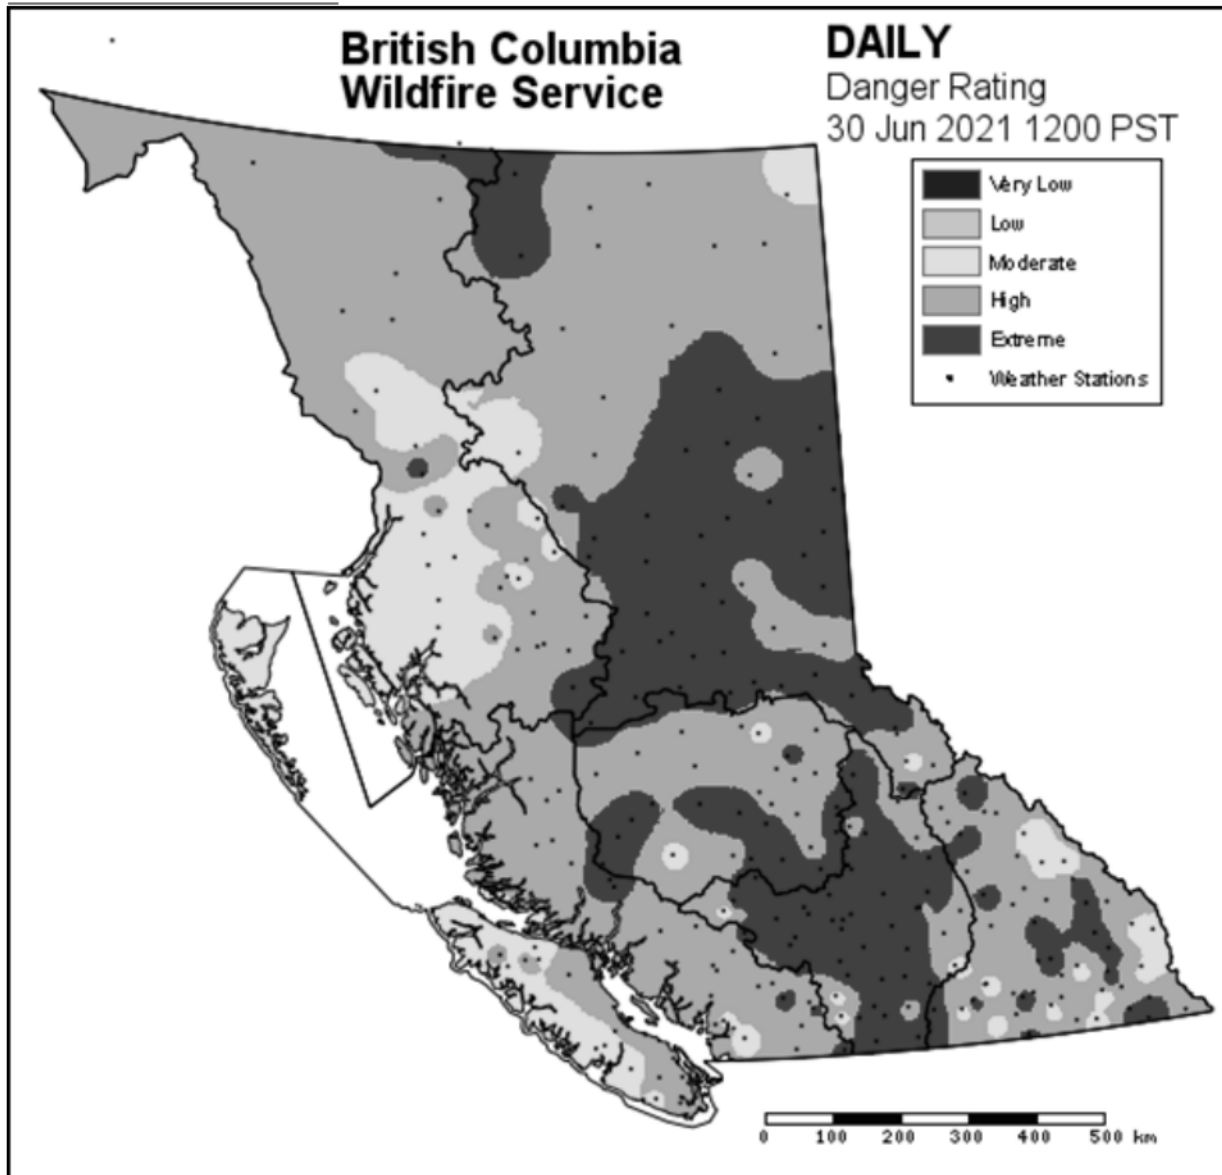 British Columbia
Wildfire Service
DAILY
Danger Rating
30 Jun 2021 1200 PST
Very Low
Low
Moderate
High
Extreme
Weather Stations
0 100 200 300 400 500 km